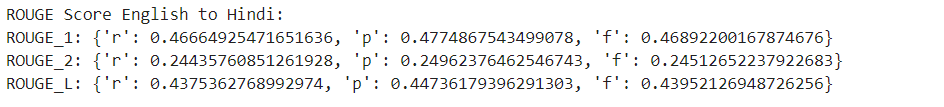 ROUGE Score English to Hindi:
ROUGE_1: {'r': 0.46664925471651636, 'p': 0.4774867543499078, 'f': 0.46892200167874676}
ROUGE_2: {'r': 0.24435760851261928, 'p': 0.24962376462546743, 'f': 0.24512652237922683}
ROUGE_L: {'r': 0.4375362768992974, 'p': 0.44736179396291303, 'f': 0.43952126948726256}